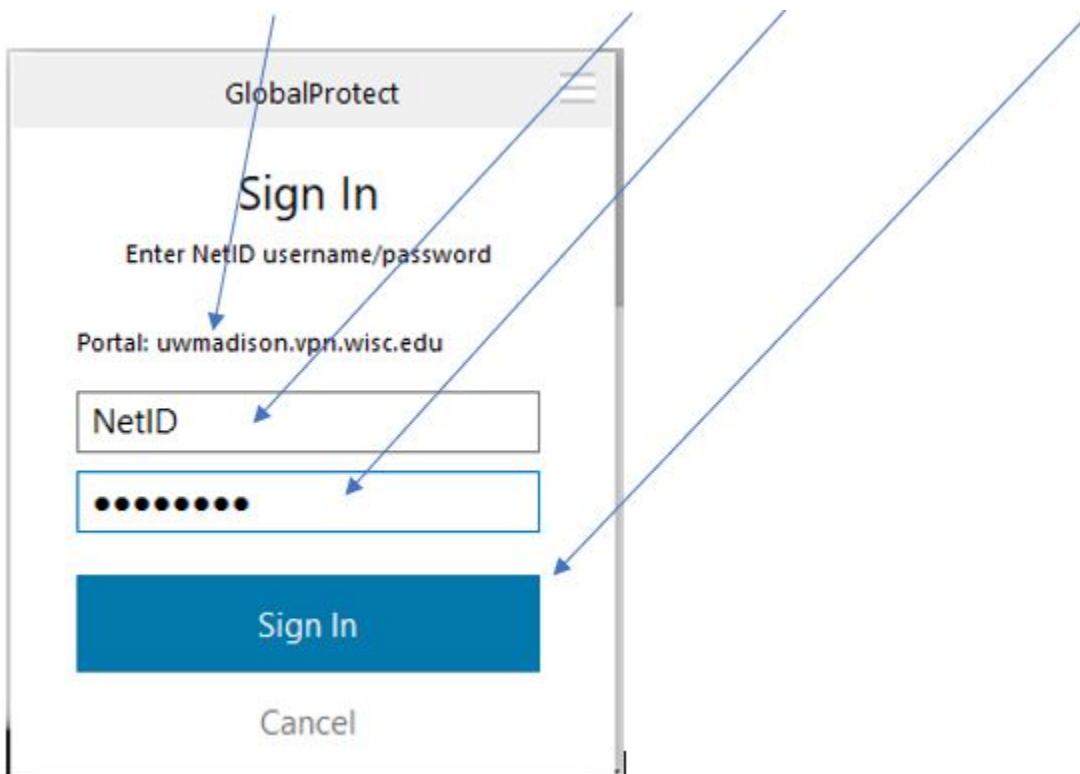 GlobalProtect
Sign In
Enter NetID username/password
Portal: uwmadison.vpn.wisc.edu
NetID
●●●●●●●●
Sign In
Cancel